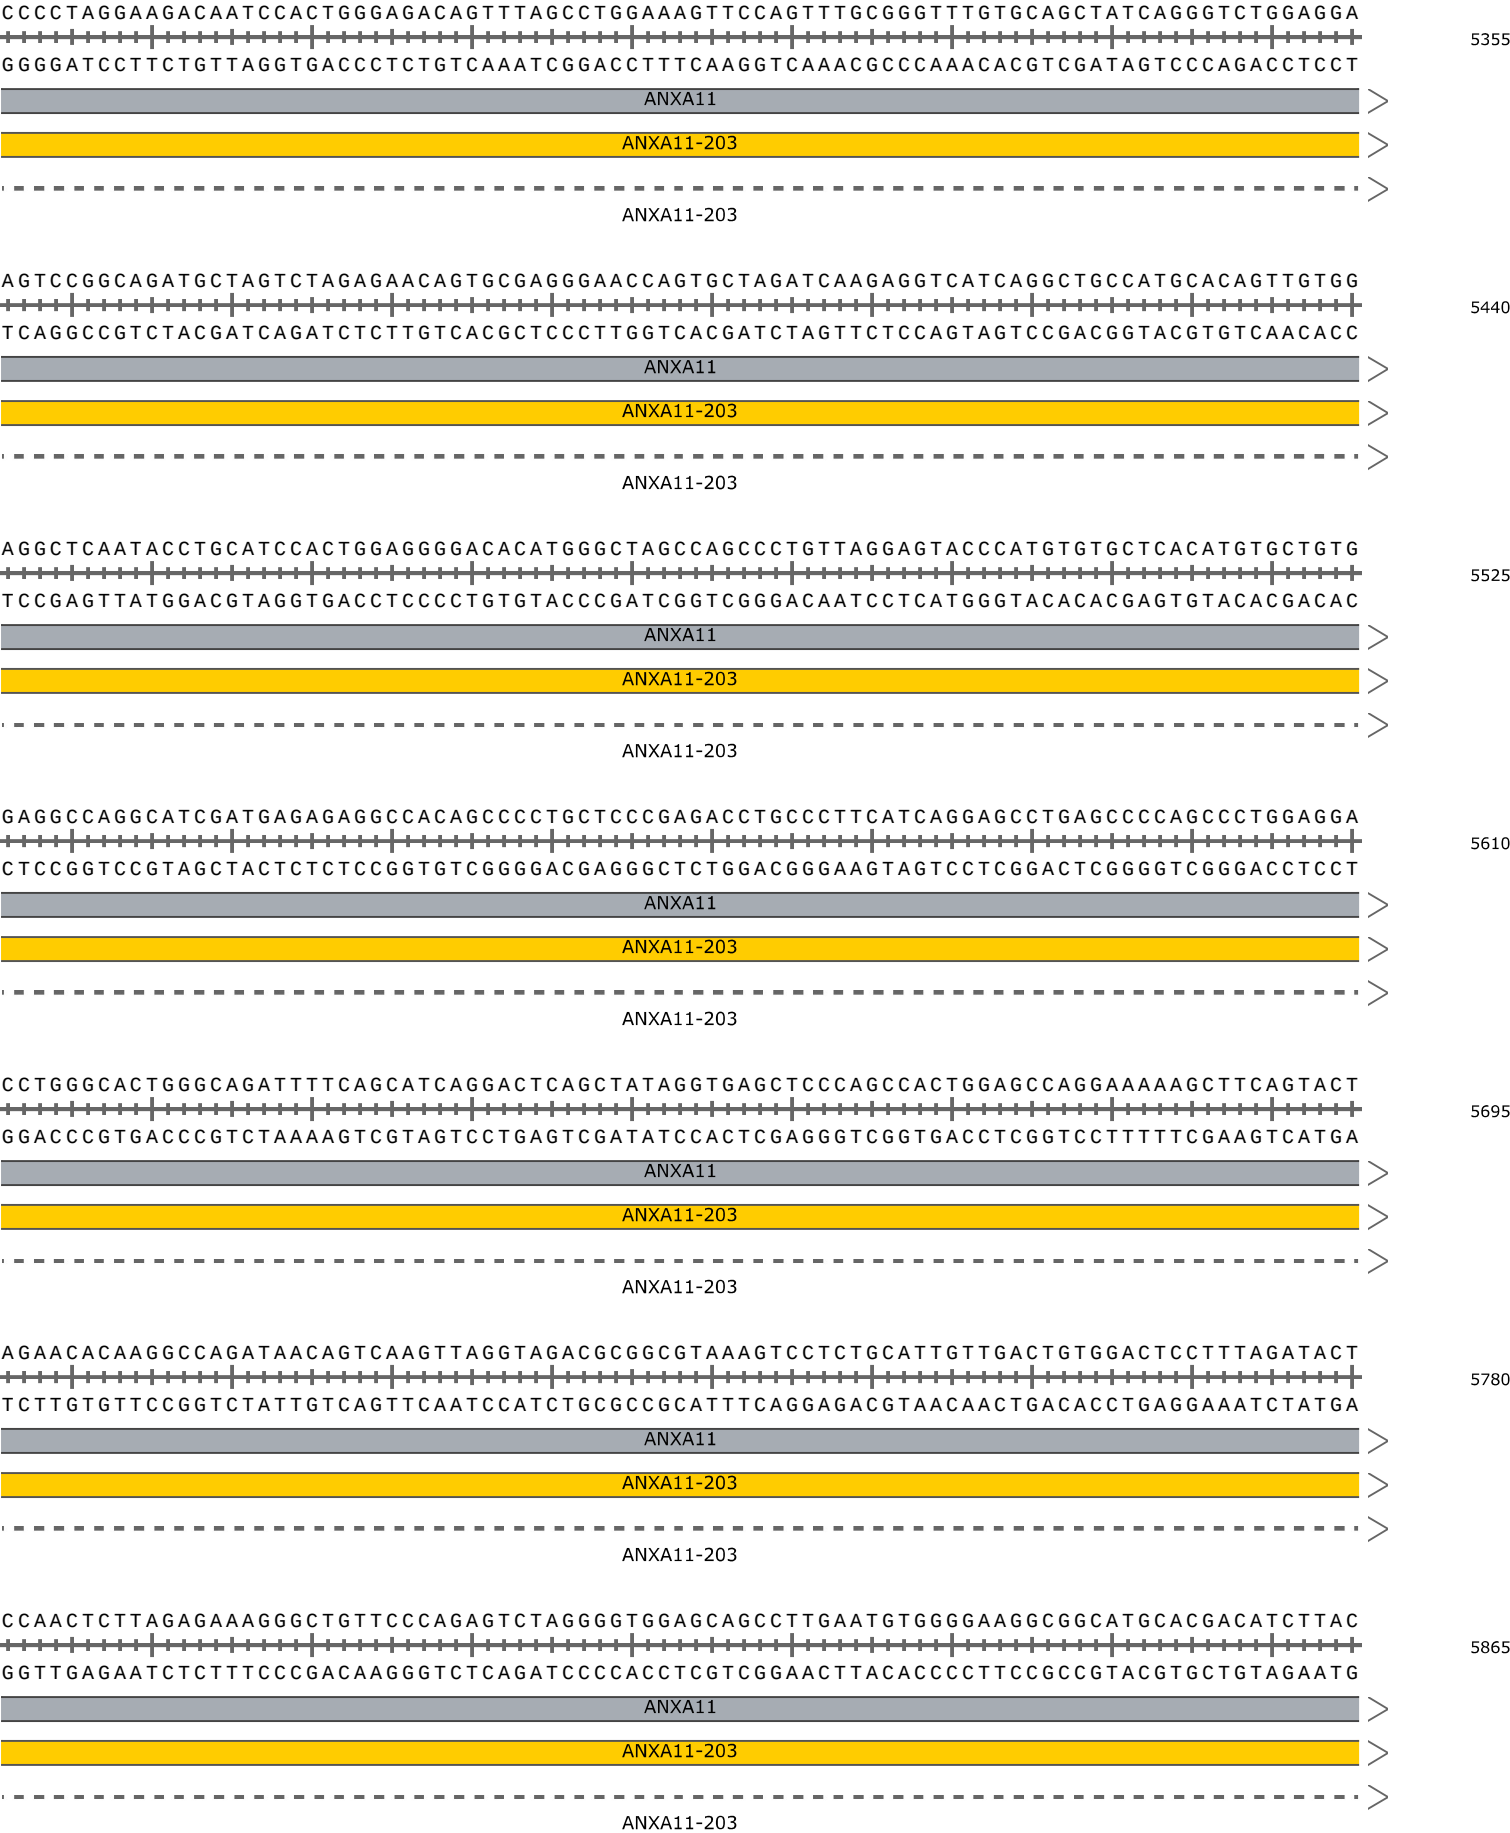 CCCCTAGGAAGACAATCCACTGGGAGACAGTTTAGCCTGGAAAGTTCCAGTTTGCGGGTTTGTGCAGCTATCAGGGTCTGGAGGA
5355
GGGGATCCTTCTGTTAGGTGACCCTCTGTCAAATCGGACCTTTCAAGGTCAAACGCCCAAACACGTCGATAGTCCCAGACCTCCT
ANXA11
ANXA11-203
ANXA11-203
AGTCCGGCAGATGCTAGTCTAGAGAACAGTGCGAGGGAACCAGTGCTAGATCAAGAGGTCATCAGGCTGCCATGCACAGTTGTGG
5440
TCAGGCCGTCTACGATCAGATCTCTTGTCACGCTCCCTTGGTCACGATCTAGTTCTCCAGTAGTCCGACGGTACGTGTCAACACC
ANXA11
ANXA11-203
ANXA11-203
AGGCTCAATACCTGCATCCACTGGAGGGGACACATGGGCTAGCCAGCCCTGTTAGGAGTACCCATGTGTGCTCACATGTGCTGTG
5525
TCCGAGTTATGGACGTAGGTGACCTCCCCTGTGTACCCGATCGGTCGGGACAATCCTCATGGGTACACACGAGTGTACACGACAC
ANXA11
ANXA11-203
ANXA11-203
GAGGCCAGGCATCGATGAGAGAGGCCACAGCCCCTGCTCCCGAGACCTGCCCTTCATCAGGAGCCTGAGCCCCAGCCCTGGAGGA
5610
CTCCGGTCCGTAGCTACTCTCTCCGGTGTCGGGGACGAGGGCTCTGGACGGGAAGTAGTCCTCGGACTCGGGGTCGGGACCTCCT
ANXA11
ANXA11-203
ANXA11-203
CCTGGGCACTGGGCAGATTTTCAGCATCAGGACTCAGCTATAGGTGAGCTCCCAGCCACTGGAGCCAGGAAAAAGCTTCAGTACT
5695
GGACCCGTGACCCGTCTAAAAGTCGTAGTCCTGAGTCGATATCCACTCGAGGGTCGGTGACCTCGGTCCTTTTTCGAAGTCATGA
ANXA11
ANXA11-203
ANXA11-203
AGAACACAAGGCCAGATAACAGTCAAGTTAGGTAGACGCGGCGTAAAGTCCTCTGCATTGTTGACTGTGGACTCCTTTAGATACT
5780
TCTTGTGTTCCGGTCTATTGTCAGTTCAATCCATCTGCGCCGCATTTCAGGAGACGTAACAACTGACACCTGAGGAAATCTATGA
ANXA11
ANXA11-203
ANXA11-203
CCAACTCTTAGAGAAAGGGCTGTTCCCAGAGTCTAGGGGTGGAGCAGCCTTGAATGTGGGGAAGGCGGCATGCACGACATCTTAC
5865
GGTTGAGAATCTCTTTCCCGACAAGGGTCTCAGATCCCCACCTCGTCGGAACTTACACCCCTTCCGCCGTACGTGCTGTAGAATG
ANXA11
ANXA11-203
ANXA11-203